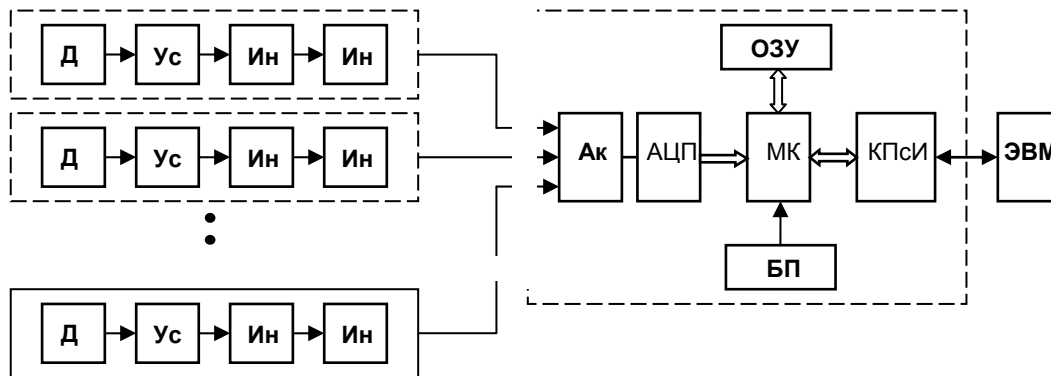 Д Ус Ин Ин
ОЗУ
Д Ус Ин Ин
Ак АЦП МК КПсИ ЭВМ
БП
Д Ус Ин Ин